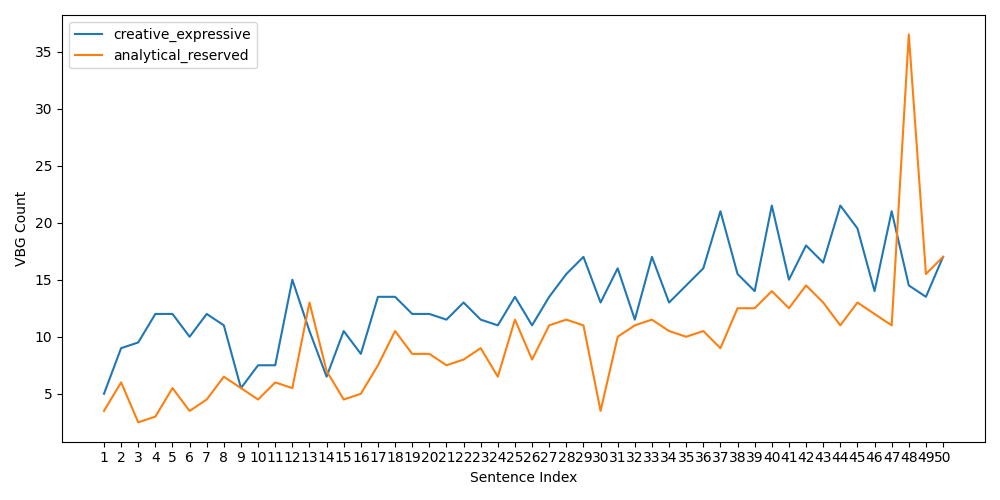 creative_expressive
analytical_reserved
VBG Count
35
30
25
20
15
10
5
1 2 3 4 5 6 7 8 9 10 11 12 13 14 15 16 17 18 19 20 21 22 23 24 25 26 27 28 29 30 31 32 33 34 35 36 37 38 39 40 41 42 43 44 45 46 47 48 49 50
Sentence Index